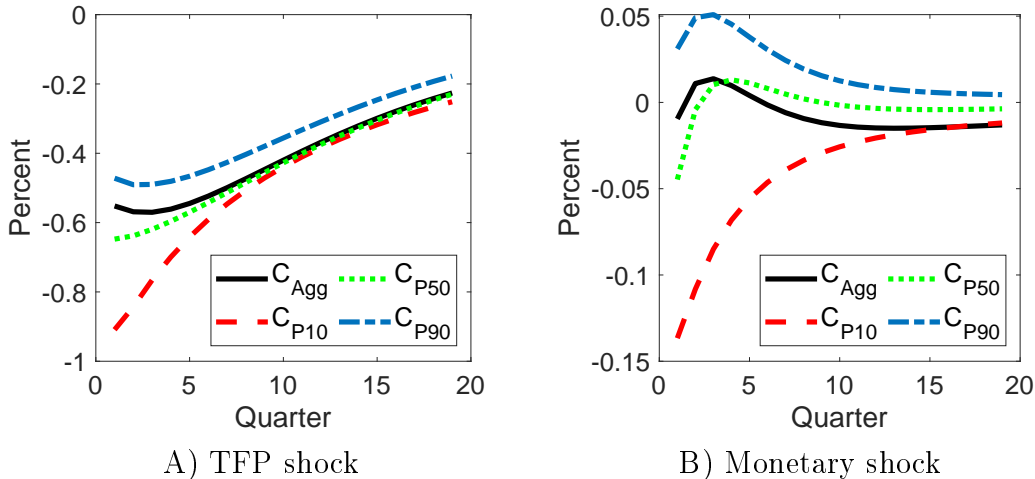 0
-0.2
-0.4
-0.6
-0.8
-1
Percent
0 5 10 15 20
Quarter
C_Agg C_P50
C_P10 C_P90
A) TFP shock
0.05
0
-0.05
-0.1
-0.15
Percent
0 5 10 15 20
Quarter
C_Agg C_P50
C_P10 C_P90
B) Monetary shock